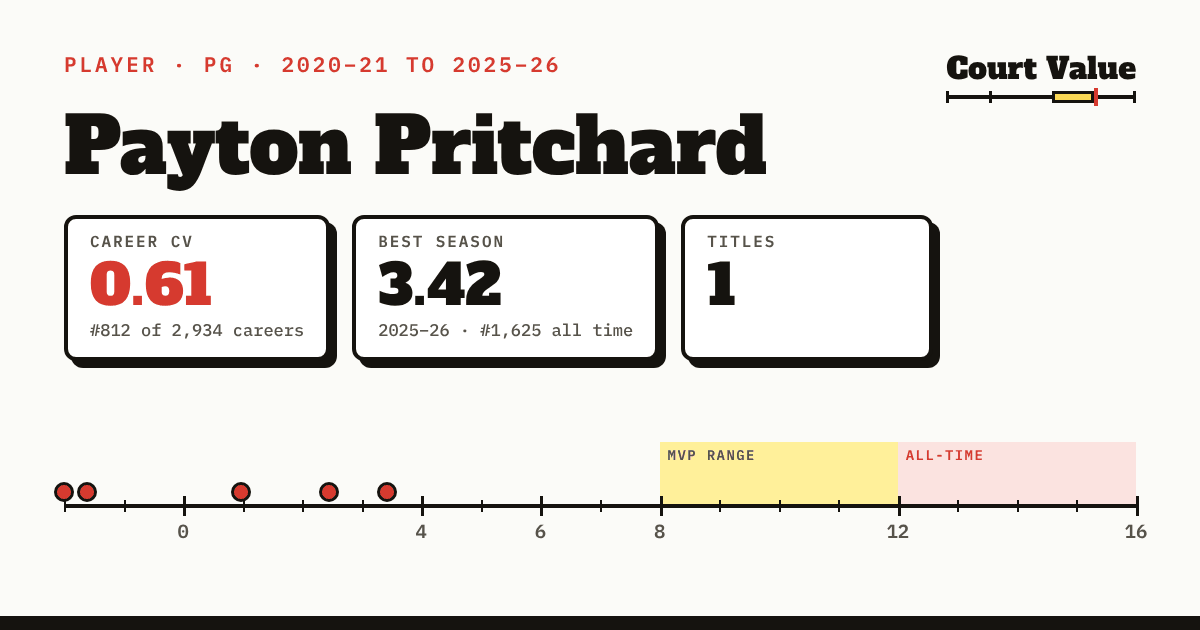 PLAYER · PG · 2020–21 TO 2025–26
Court Value
Payton Pritchard
CAREER CV
0.61
#812 of 2,934 careers
BEST SEASON
3.42
2025–26 · #1,625 all time
TITLES
1
MVP RANGE
ALL-TIME
0 4 6 8 12 16